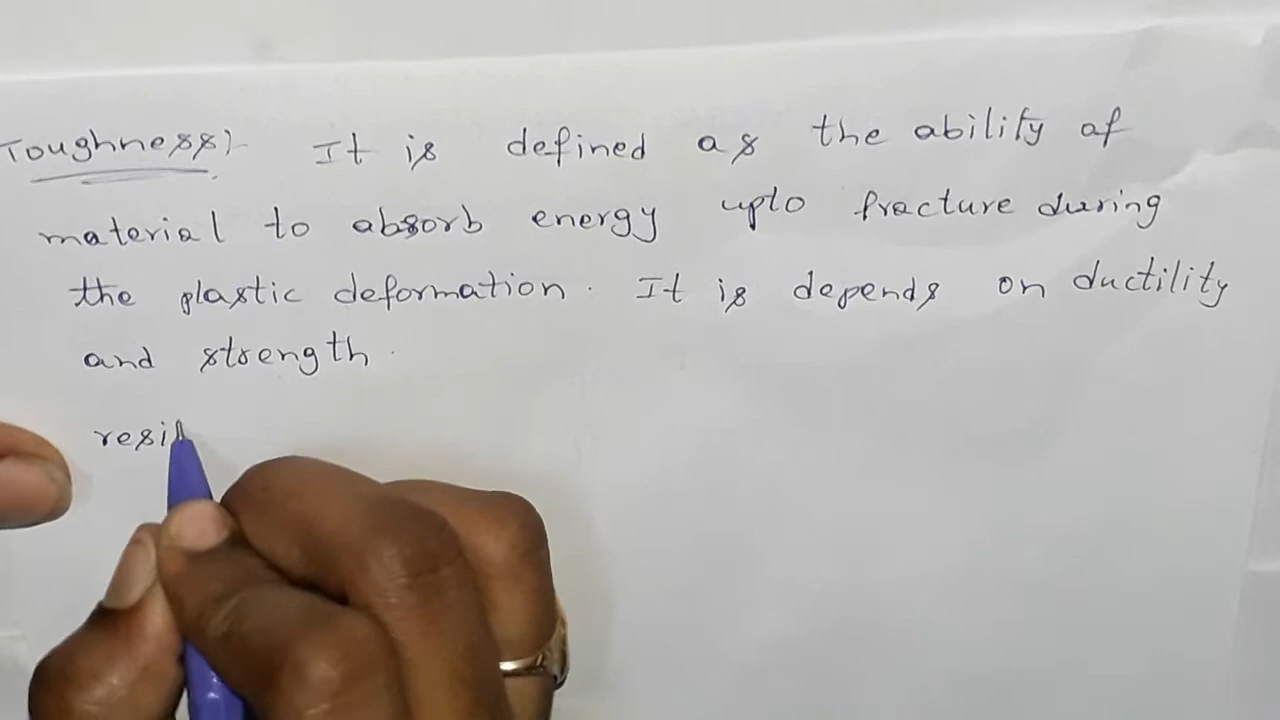 Toughness:-  It is defined as the ability of
material to absorb energy upto fracture during
the plastic deformation. It is depends on ductility
and strength.
resil